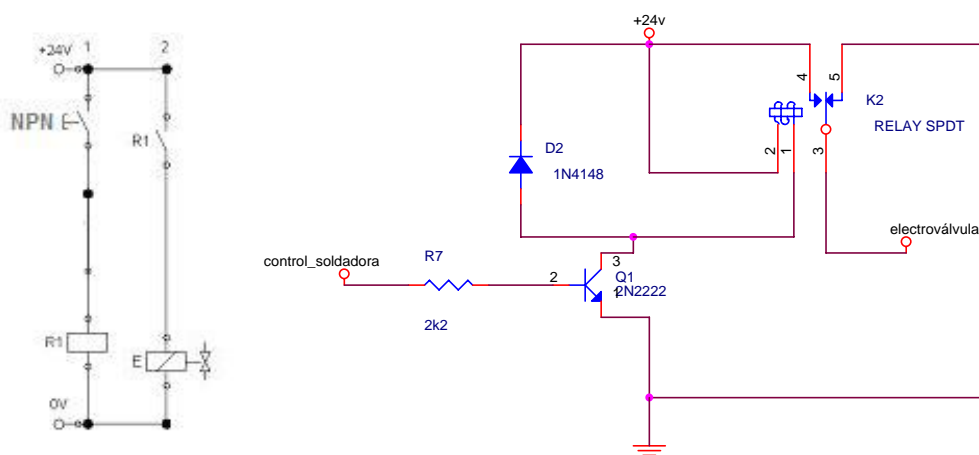 +24V
1
2
NPN E
R1
R1
E
0V
+24v
4
5
K2
RELAY SPDT
2
1
3
D2
1N4148
electroválvula
control_soldadora
R7
2k2
2
3
Q1
2N2222
1